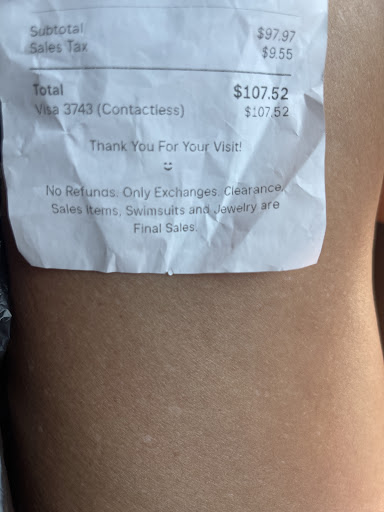 Subtotal $97.97
Sales Tax $9.55
Total $107.52
Visa 3743 (Contactless) $107.52
Thank You For Your Visit!
No Refunds. Only Exchanges. Clearance,
Sales Items, Swimsuits and Jewelry are
Final Sales.